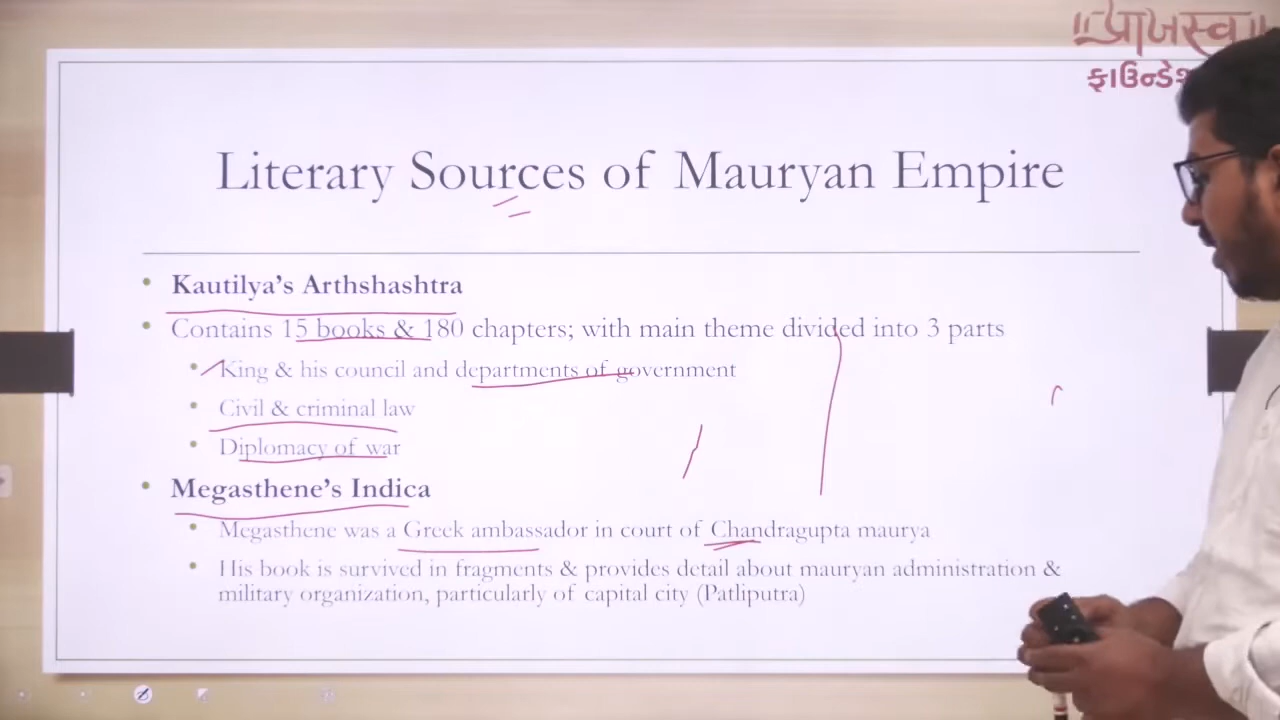 ॥પ્રાજસ્વ॥
ફાઉન્ડેશ
Literary Sources of Mauryan Empire
• Kautilya's Arthshashtra
• Contains 15 books & 180 chapters; with main theme divided into 3 parts
• King & his council and departments of government
• Civil & criminal law
• Diplomacy of war
• Megasthene's Indica
• Megasthene was a Greek ambassador in court of Chandragupta maurya
• His book is survived in fragments & provides detail about mauryan administration &
military organization, particularly of capital city (Patliputra)